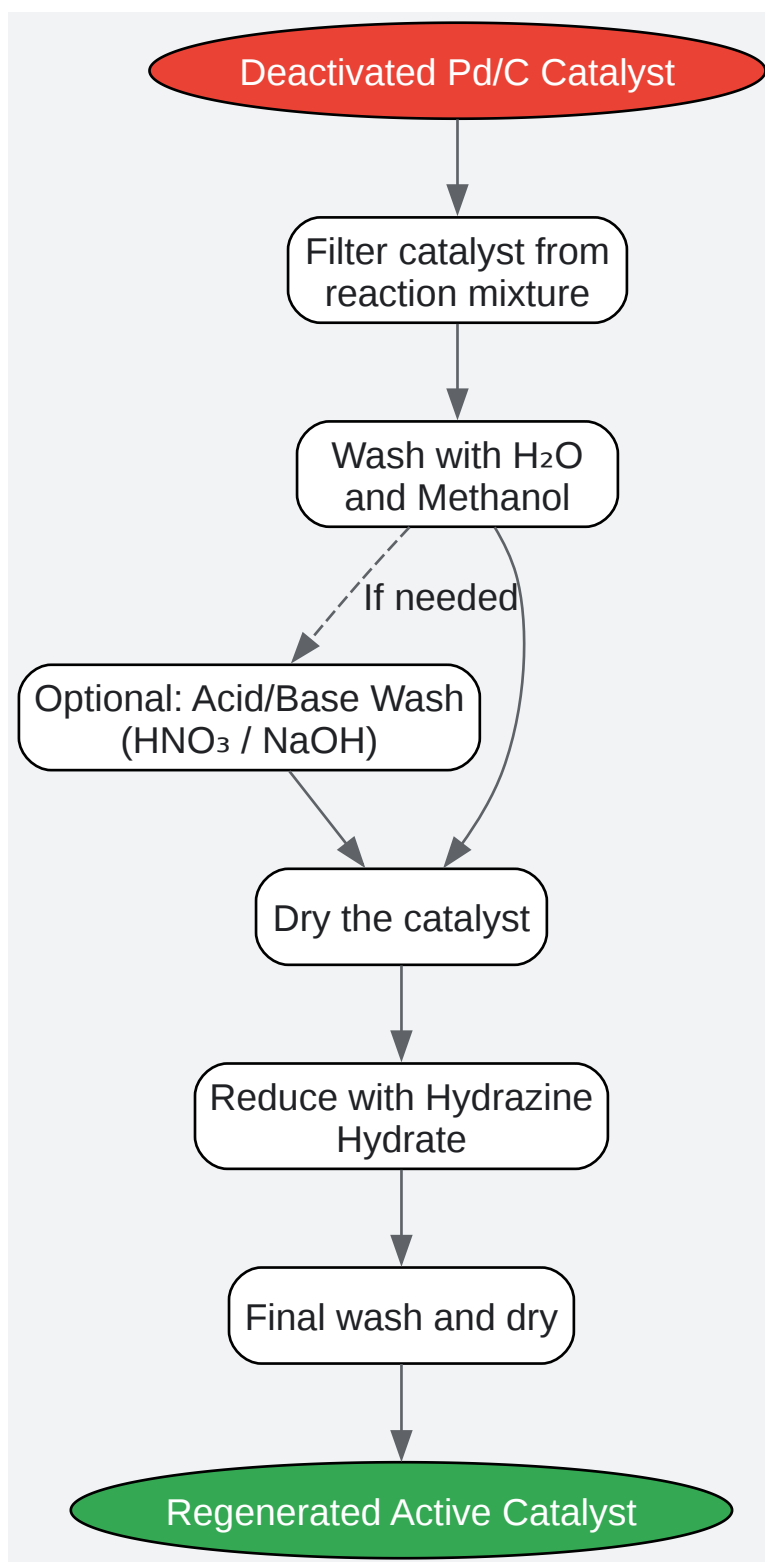 Deactivated Pd/C Catalyst
Filter catalyst from
reaction mixture
Wash with H₂O
and Methanol
If needed
Optional: Acid/Base Wash
(HNO₃ / NaOH)
Dry the catalyst
Reduce with Hydrazine
Hydrate
Final wash and dry
Regenerated Active Catalyst